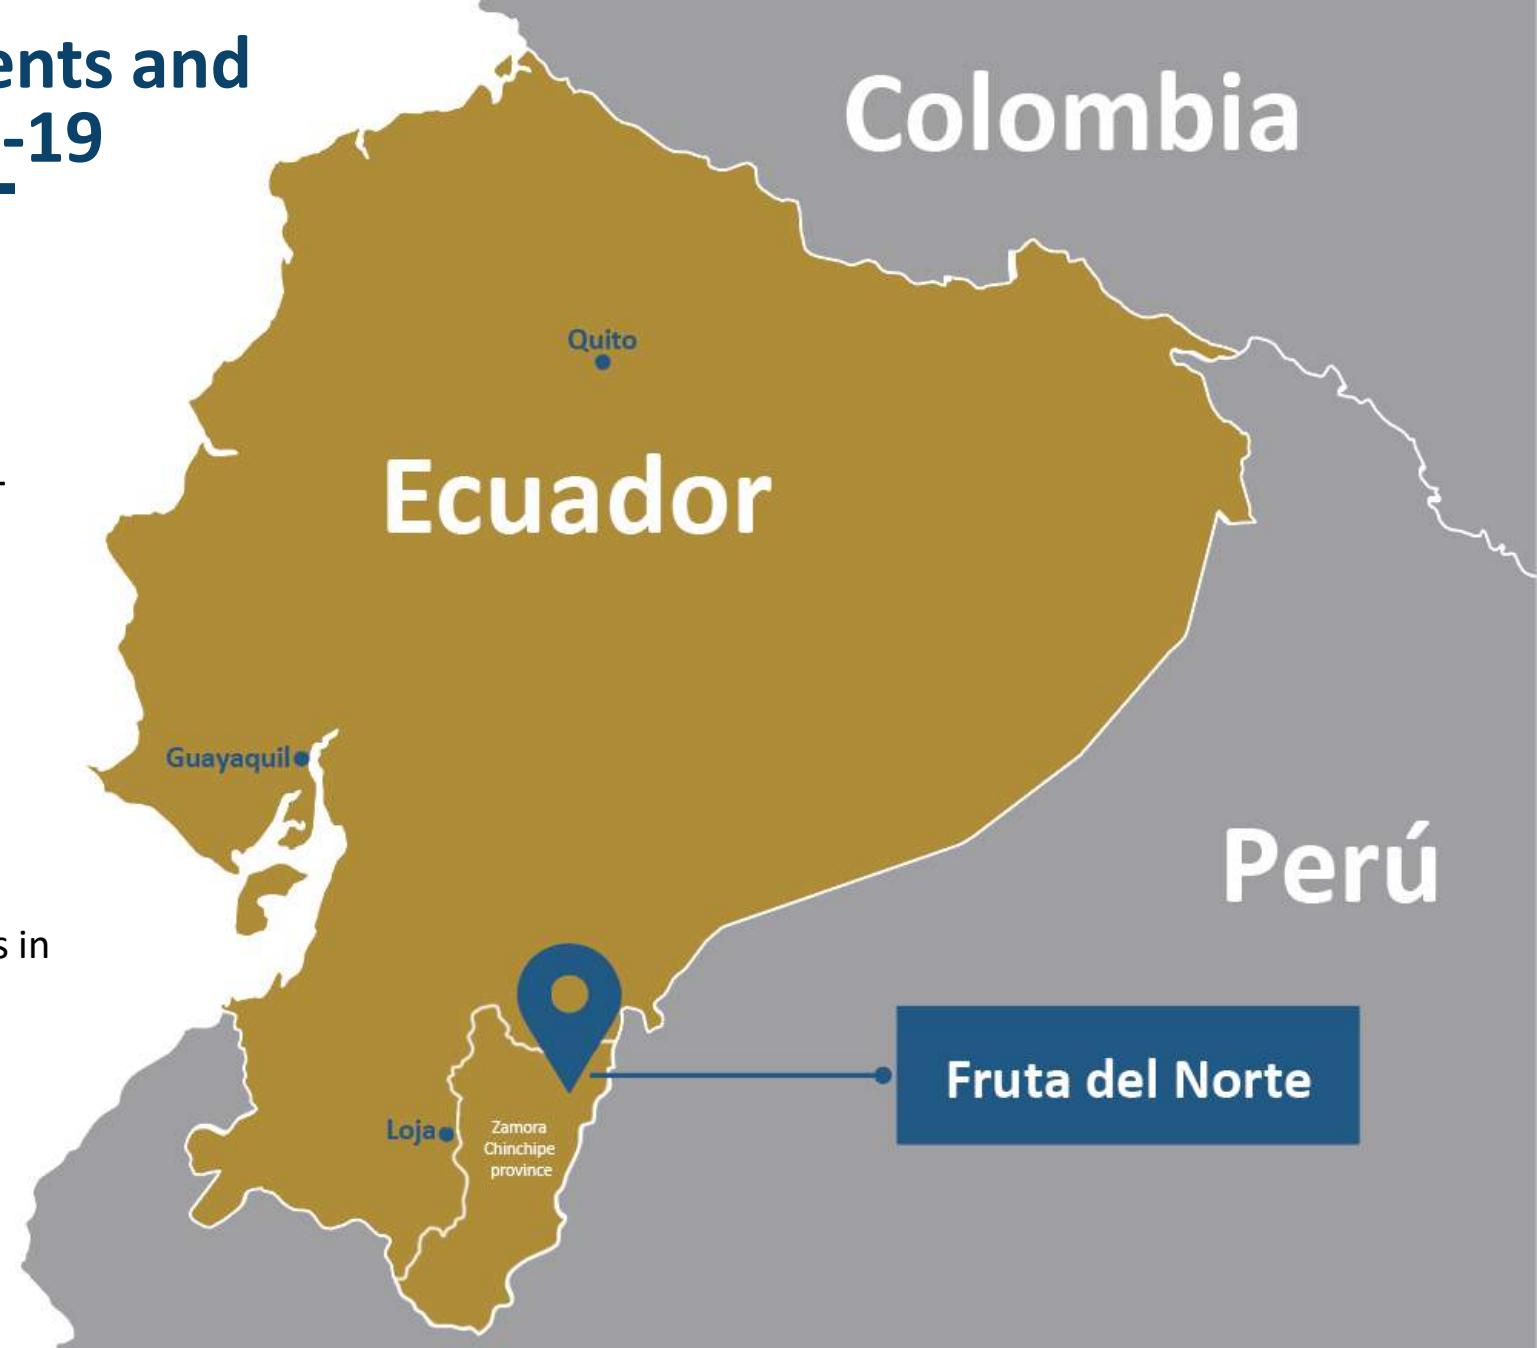 ents and
-19
Colombia
Quito
Ecuador
Guayaquil
Perú
s in
Fruta del Norte
Loja
Zamora
Chinchipe
province